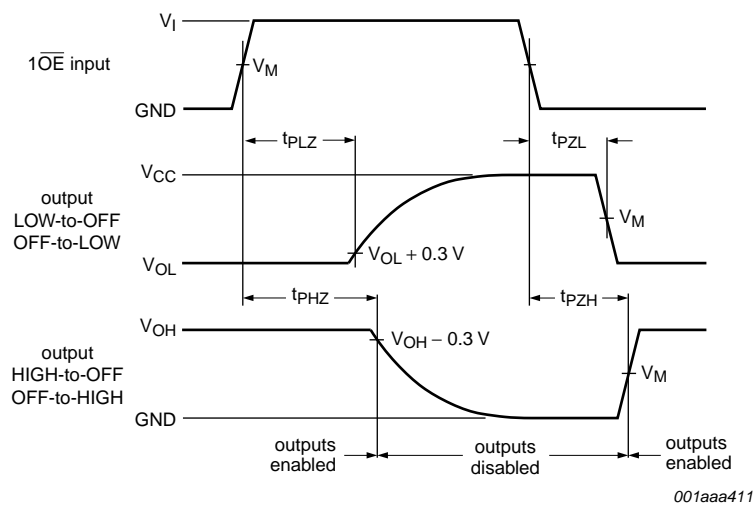 V_I
1O̅E̅ input
V_M
GND
t_PLZ
t_PZL
V_CC
output
LOW-to-OFF
OFF-to-LOW
V_M
V_OL + 0.3 V
V_OL
t_PHZ
t_PZH
V_OH
V_OH − 0.3 V
output
HIGH-to-OFF
OFF-to-HIGH
V_M
GND
outputs
enabled
outputs
disabled
outputs
enabled
001aaa411